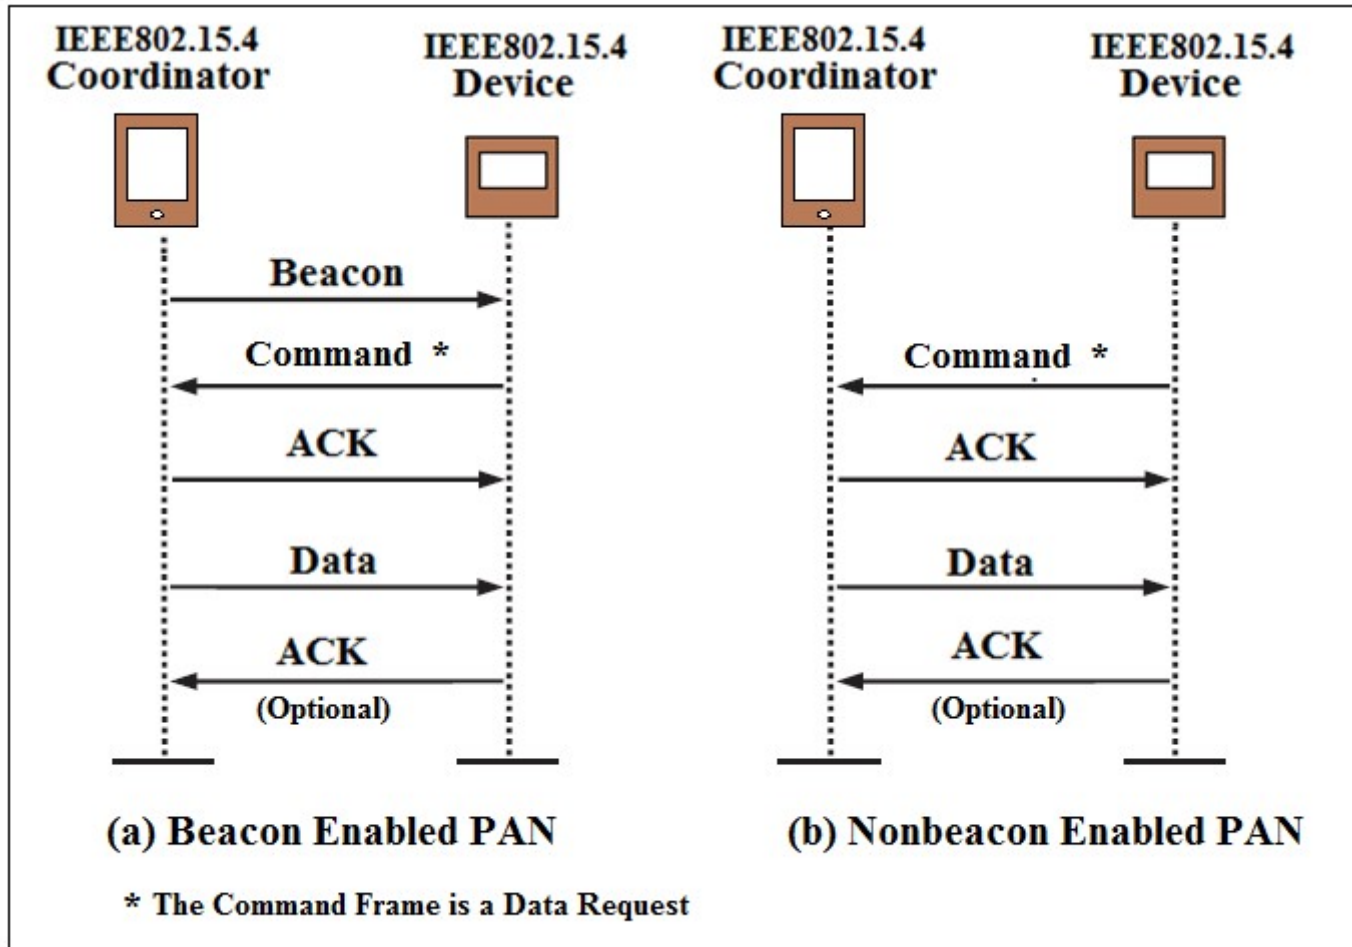 IEEE802.15.4
Coordinator
IEEE802.15.4
Device
Beacon
Command *
ACK
Data
ACK
(Optional)
(a) Beacon Enabled PAN
IEEE802.15.4
Coordinator
IEEE802.15.4
Device
Command *
ACK
Data
ACK
(Optional)
(b) Nonbeacon Enabled PAN
* The Command Frame is a Data Request